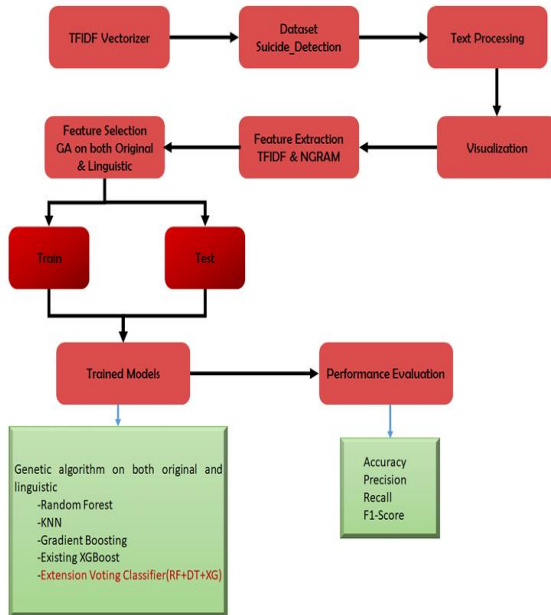 TFIDF Vectorizer
Dataset
Suicide_Detection
Text Processing
Feature Selection
GA on both Original
& Linguistic
Feature Extraction
TFIDF & NGRAM
Visualization
Train
Test
Trained Models
Performance Evaluation
Genetic algorithm on both original and
linguistic
-Random Forest
-KNN
-Gradient Boosting
-Existing XGBoost
-Extension Voting Classifier(RF+DT+XG)
Accuracy
Precision
Recall
F1-Score